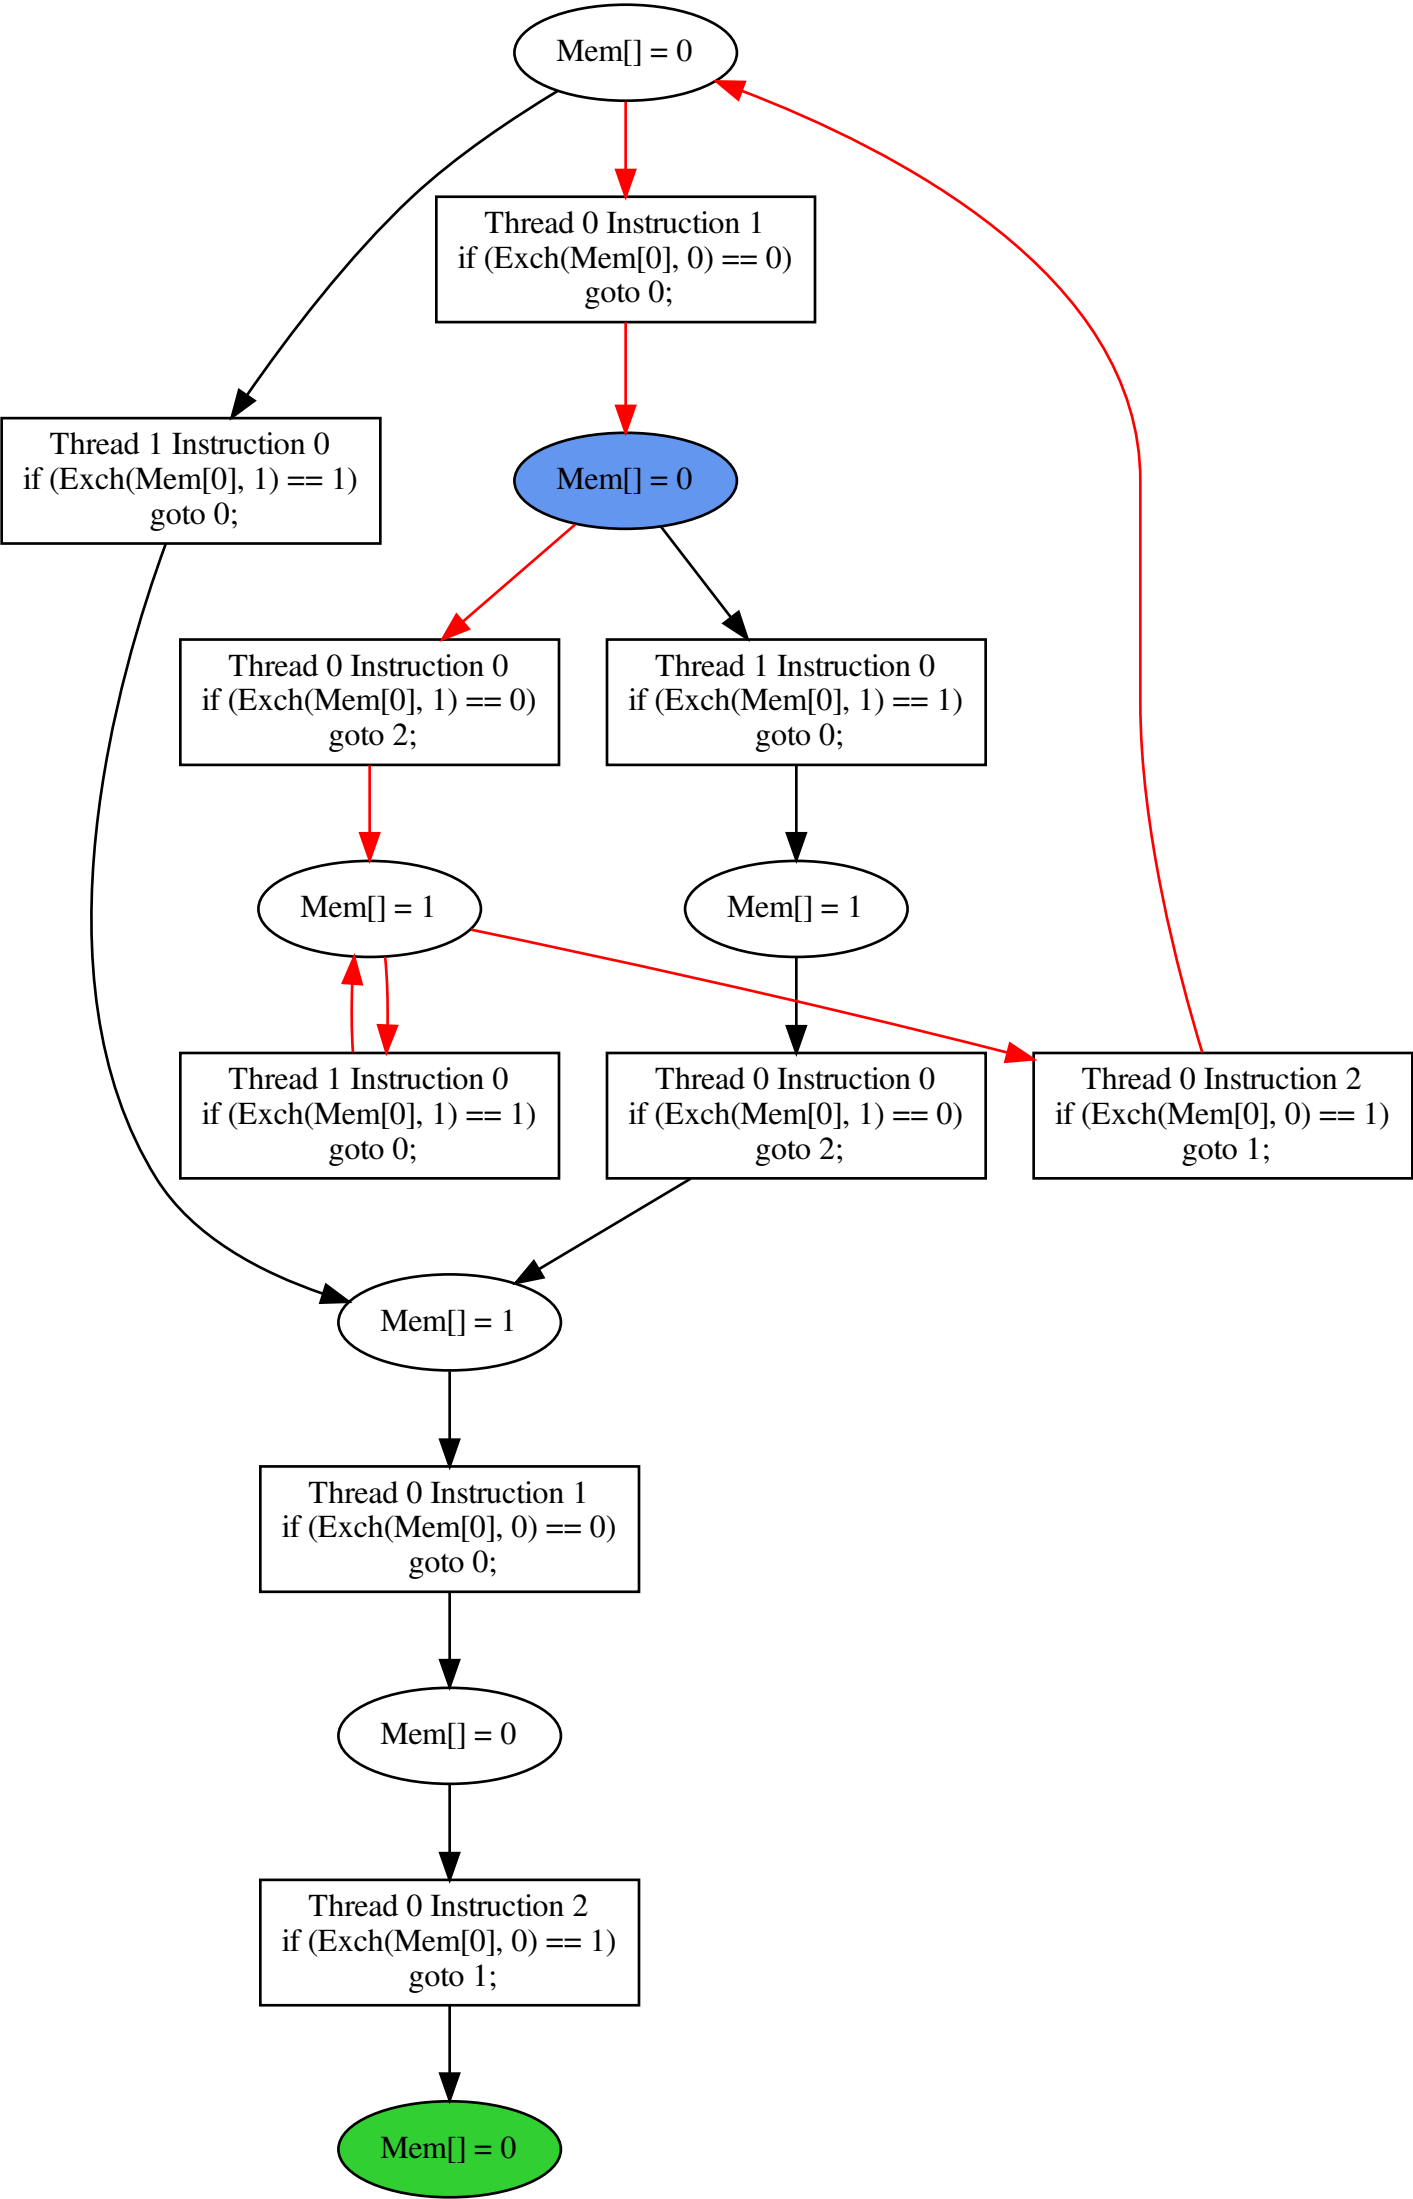 Mem[] = 0
Thread 0 Instruction 1
if (Exch(Mem[0], 0) == 0)
goto 0;
Thread 1 Instruction 0
if (Exch(Mem[0], 1) == 1)
goto 0;
Mem[] = 0
Thread 0 Instruction 0
if (Exch(Mem[0], 1) == 0)
goto 2;
Thread 1 Instruction 0
if (Exch(Mem[0], 1) == 1)
goto 0;
Mem[] = 1
Mem[] = 1
Thread 1 Instruction 0
if (Exch(Mem[0], 1) == 1)
goto 0;
Thread 0 Instruction 0
if (Exch(Mem[0], 1) == 0)
goto 2;
Thread 0 Instruction 2
if (Exch(Mem[0], 0) == 1)
goto 1;
Mem[] = 1
Thread 0 Instruction 1
if (Exch(Mem[0], 0) == 0)
goto 0;
Mem[] = 0
Thread 0 Instruction 2
if (Exch(Mem[0], 0) == 1)
goto 1;
Mem[] = 0